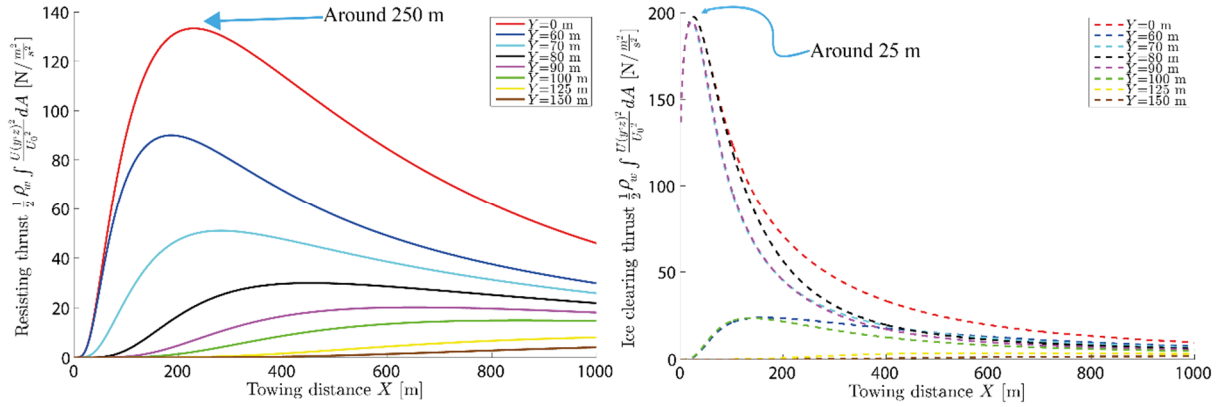 Around 250 m
140
120
100
80
60
40
20
0
0 200 400 600 800 1000
Towing distance X [m]
Resisting thrust ½ρ_w ∫ U(y·z)²/U₀² dA [N/ m²/s²]
Y=0 m
Y=60 m
Y=70 m
Y=80 m
Y=90 m
Y=100 m
Y=125 m
Y=150 m
Around 25 m
200
150
100
50
0
0 200 400 600 800 1000
Towing distance X [m]
Ice clearing thrust ½ρ_w ∫ U(y·z)²/U₀² dA [N/ m²/s²]
Y=0 m
Y=60 m
Y=70 m
Y=80 m
Y=90 m
Y=100 m
Y=125 m
Y=150 m